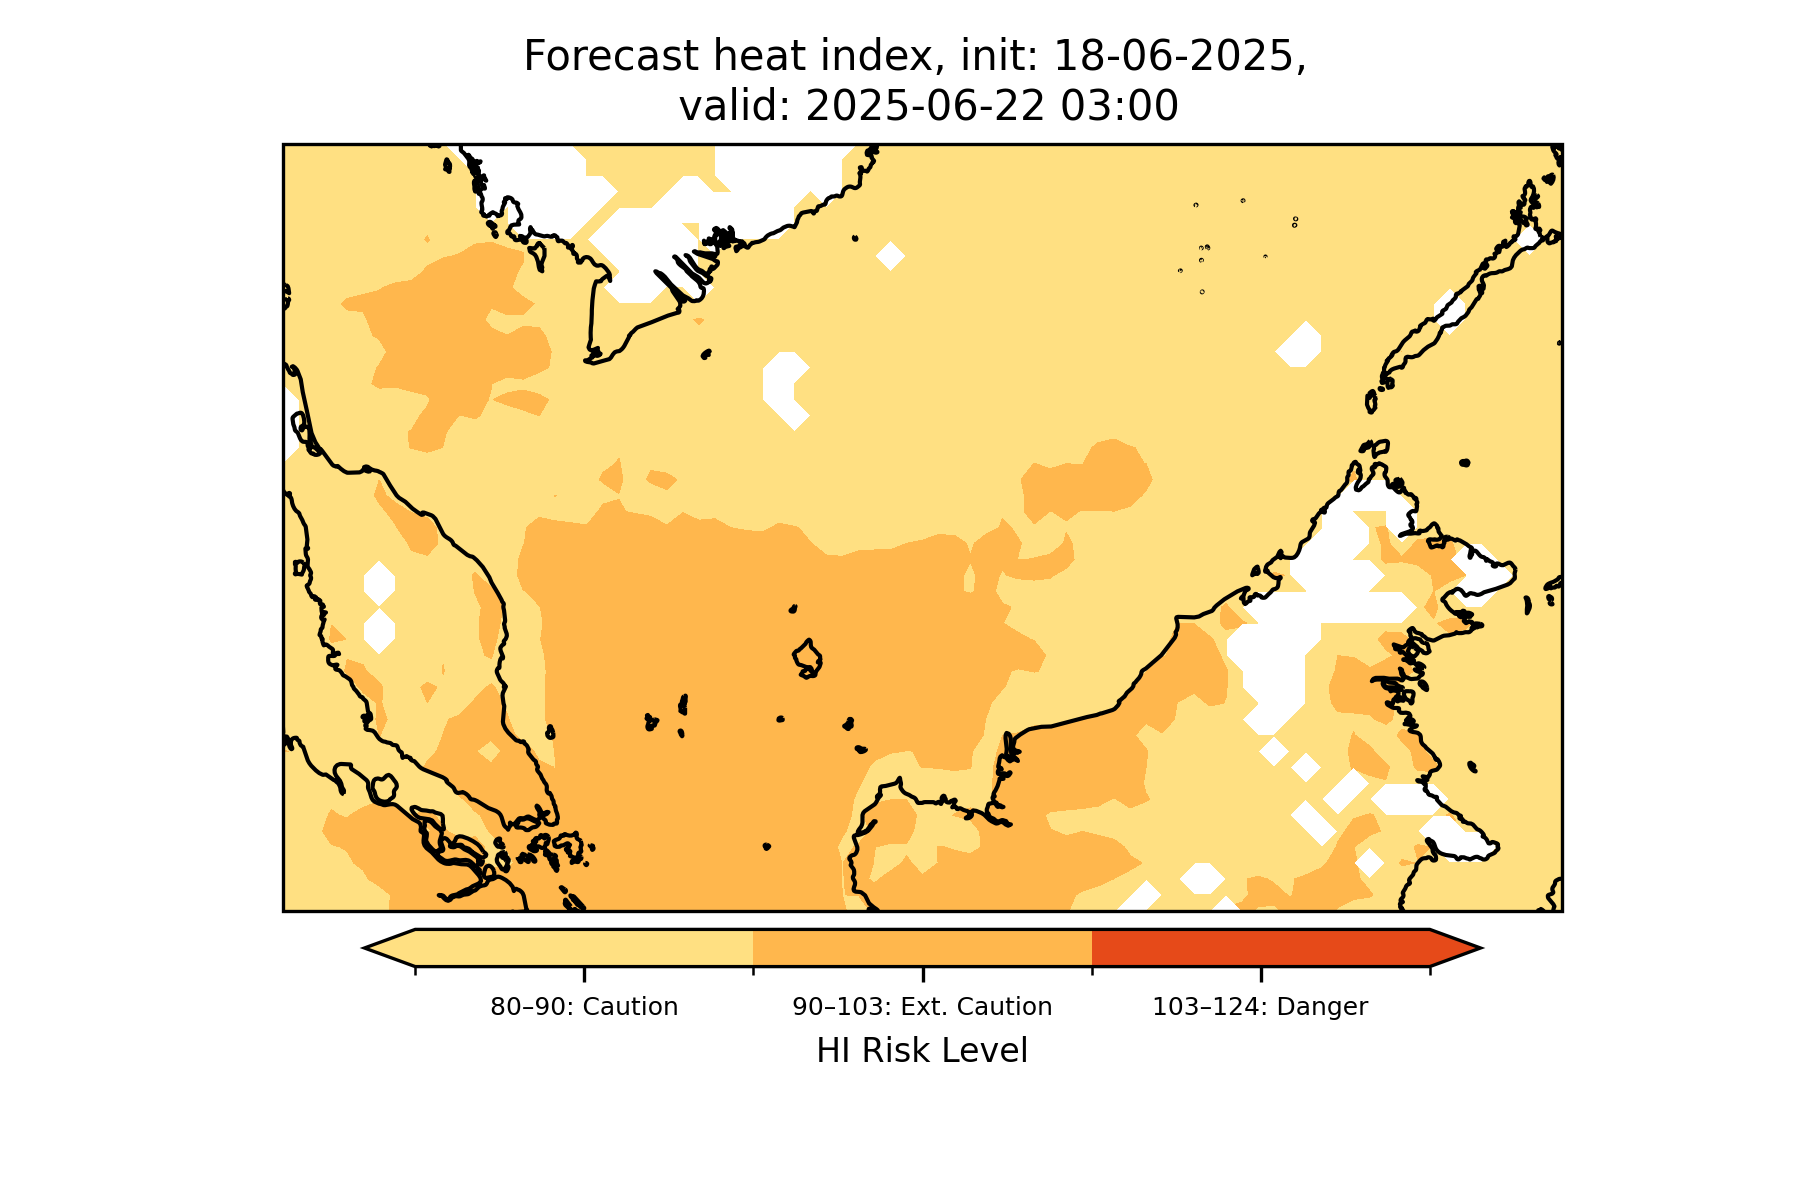 Forecast heat index, init: 18-06-2025,
valid: 2025-06-22 03:00
80–90: Caution
90–103: Ext. Caution
103–124: Danger
HI Risk Level